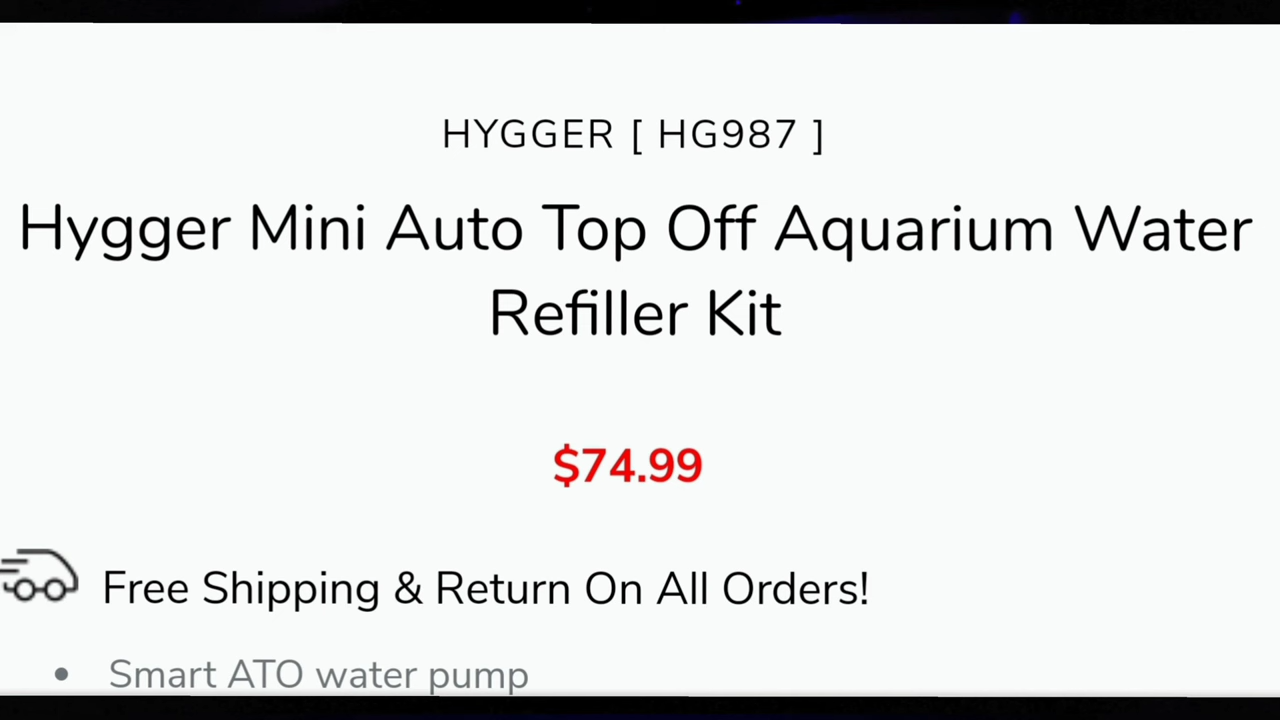 HYGGER [ HG987 ]
Hygger Mini Auto Top Off Aquarium Water
Refiller Kit
$74.99
Free Shipping & Return On All Orders!
• Smart ATO water pump